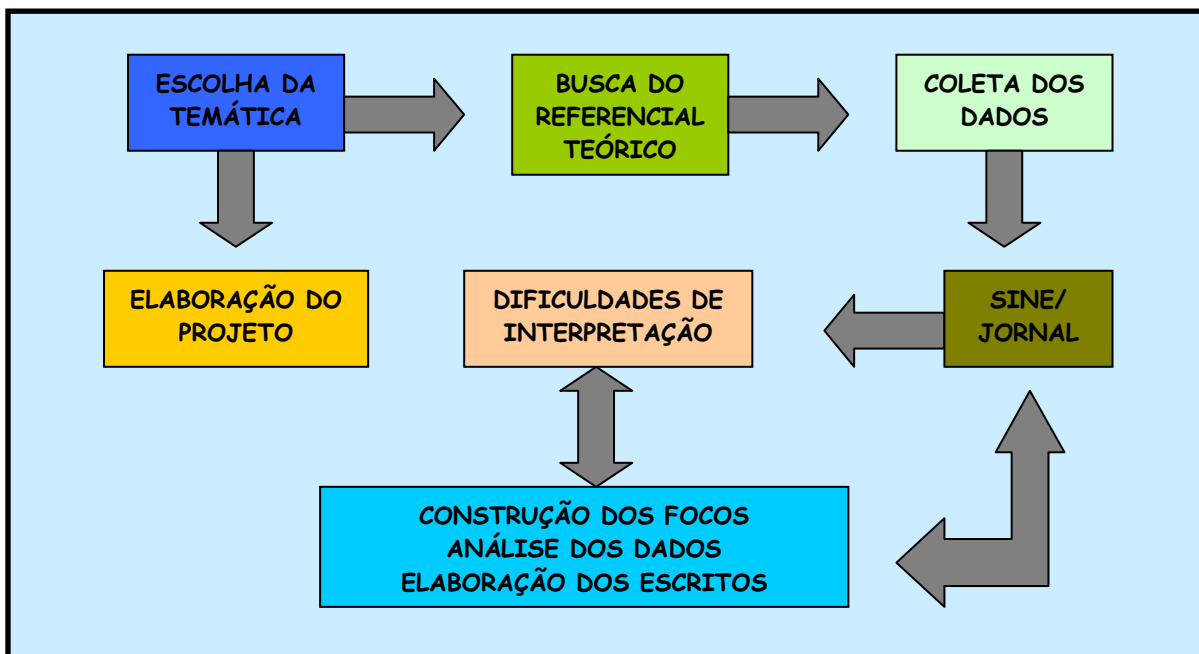 ESCOLHA DA
TEMÁTICA
BUSCA DO
REFERENCIAL
TEÓRICO
COLETA DOS
DADOS
ELABORAÇÃO DO
PROJETO
DIFICULDADES DE
INTERPRETAÇÃO
SINE/
JORNAL
CONSTRUÇÃO DOS FOCOS
ANÁLISE DOS DADOS
ELABORAÇÃO DOS ESCRITOS